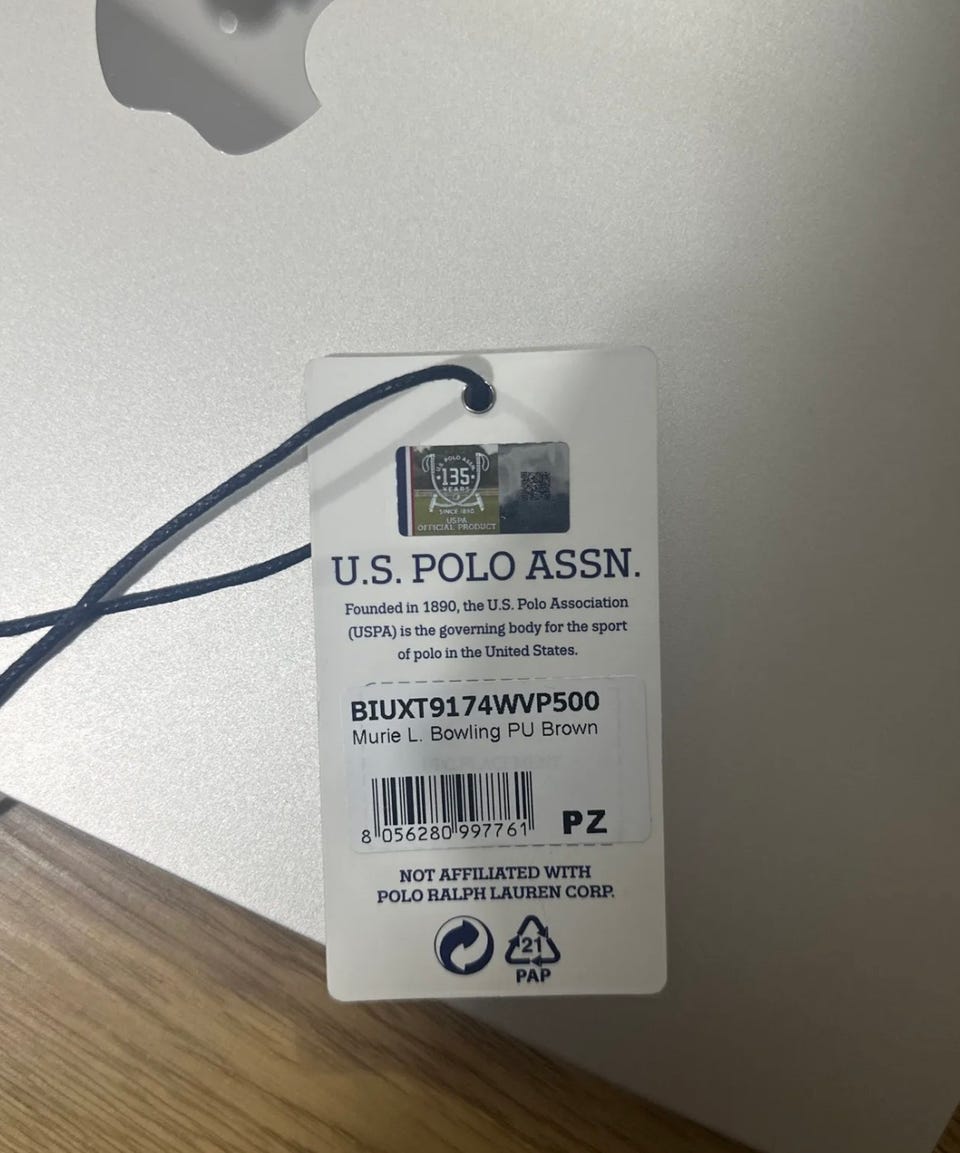 U.S. POLO ASSN.
135
YEARS
SINCE 1890
USPA
OFFICIAL PRODUCT
U.S. POLO ASSN.
Founded in 1890, the U.S. Polo Association
(USPA) is the governing body for the sport
of polo in the United States.
BIUXT9174WVP500
Murie L. Bowling PU Brown
8 056280 997761
PZ
NOT AFFILIATED WITH
POLO RALPH LAUREN CORP.
21
PAP